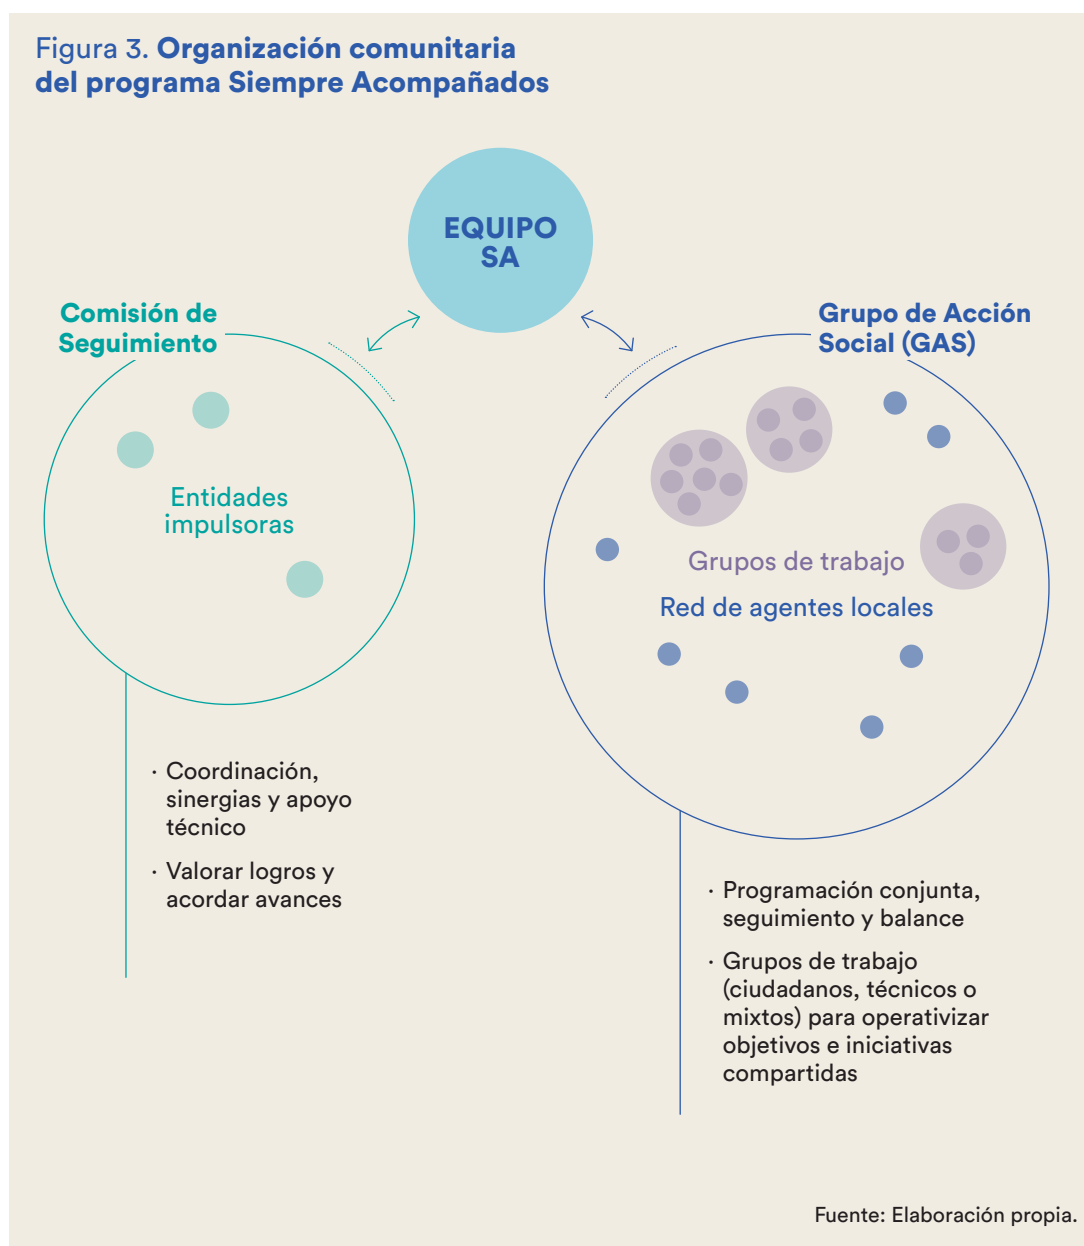 Figura 3. Organización comunitaria
del programa Siempre Acompañados
EQUIPO
SA
Comisión de
Seguimiento
Entidades
impulsoras
· Coordinación,
sinergias y apoyo
técnico
· Valorar logros y
acordar avances
Grupo de Acción
Social (GAS)
Grupos de trabajo
Red de agentes locales
· Programación conjunta,
seguimiento y balance
· Grupos de trabajo
(ciudadanos, técnicos o
mixtos) para operativizar
objetivos e iniciativas
compartidas
Fuente: Elaboración propia.